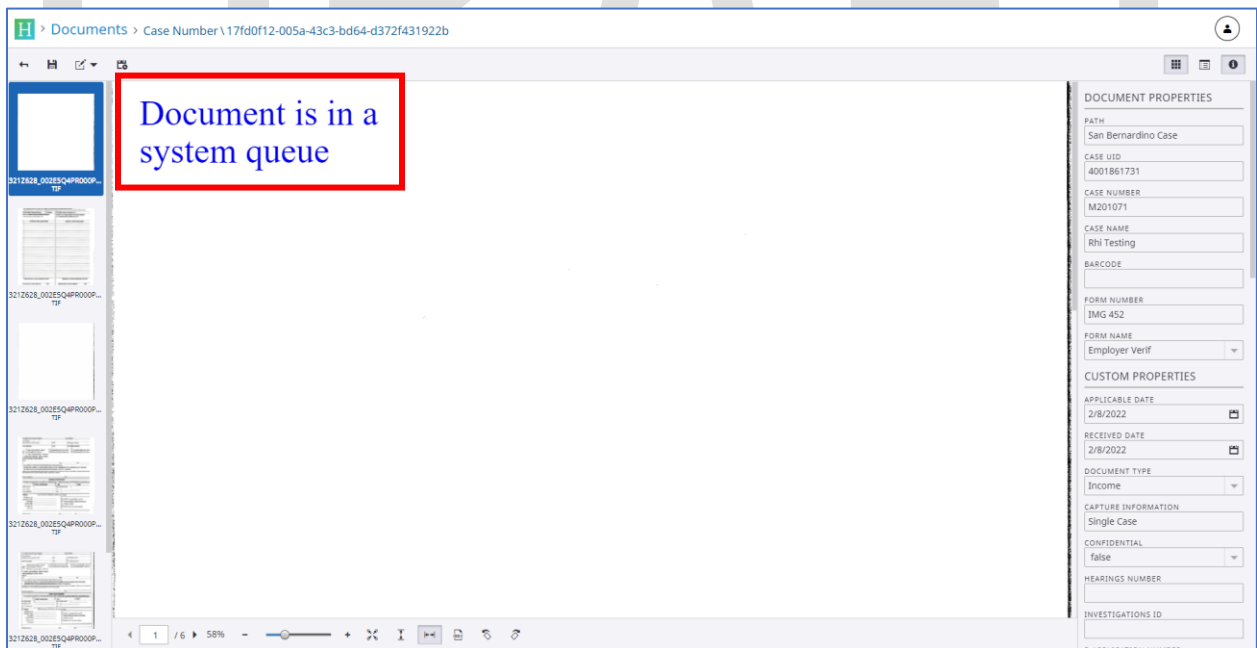 H > Documents > Case Number\17fd0f12-005a-43c3-bd64-d372f431922b
Document is in a
system queue
321Z628_002E5Q4PR000P...
TIF
321Z628_002E5Q4PR000P...
TIF
321Z628_002E5Q4PR000P...
TIF
321Z628_002E5Q4PR000P...
TIF
321Z628_002E5Q4PR000P...
TIF
1 / 6 58% - +
DOCUMENT PROPERTIES
PATH
San Bernardino Case
CASE UID
4001861731
CASE NUMBER
M201071
CASE NAME
Rhi Testing
BARCODE
FORM NUMBER
IMG 452
FORM NAME
Employer Verif
CUSTOM PROPERTIES
APPLICABLE DATE
2/8/2022
RECEIVED DATE
2/8/2022
DOCUMENT TYPE
Income
CAPTURE INFORMATION
Single Case
CONFIDENTIAL
false
HEARINGS NUMBER
INVESTIGATIONS ID